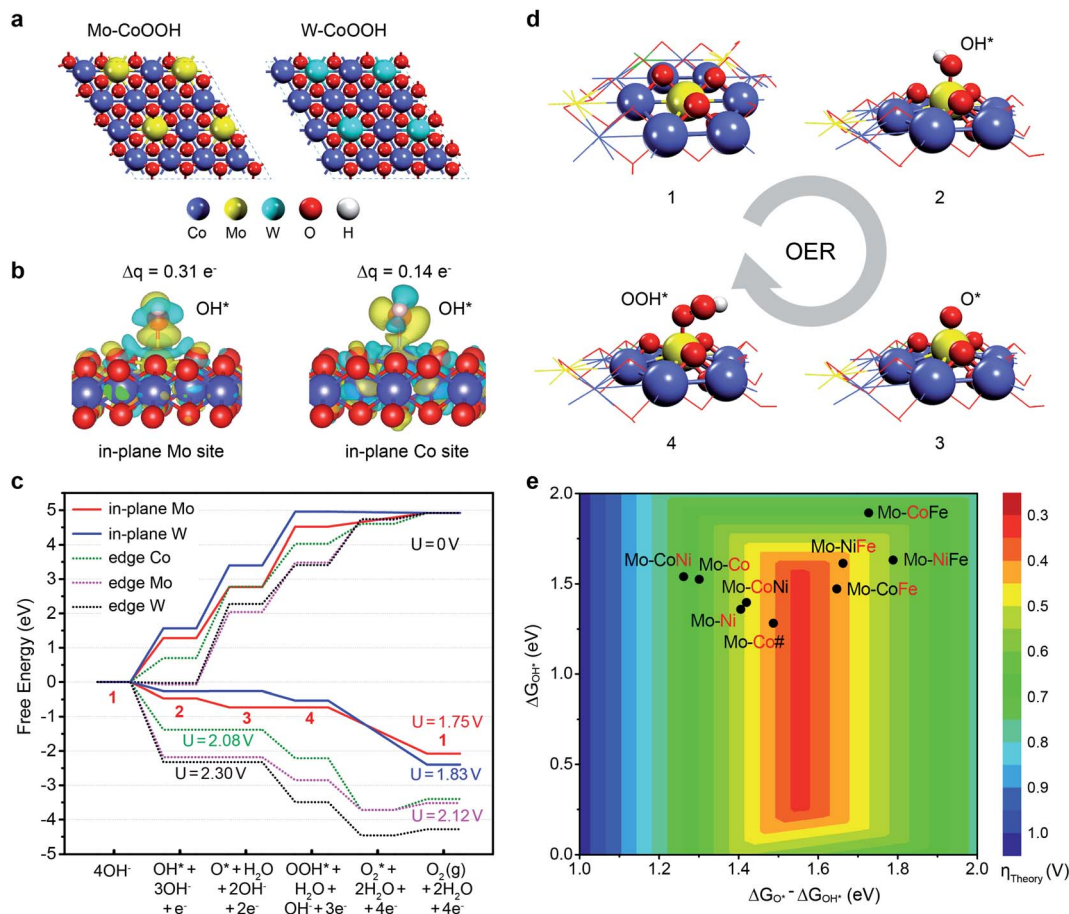 a
Mo-CoOOH
W-CoOOH
Co
Mo
W
O
H
b
Δq = 0.31 e-
OH*
Δq = 0.14 e-
OH*
in-plane Mo site
in-plane Co site
c
Free Energy (eV)
5
4
3
2
1
0
-1
-2
-3
-4
-5
in-plane Mo
in-plane W
edge Co
edge Mo
edge W
U=0V
1
2
3
4
1
U=1.75V
U=2.08V
U=1.83V
U=2.30V
U=2.12V
4OH-
OH*+
3OH-
+e-
O*+H2O
+2OH-
+2e-
OOH*+
H2O+
OH-+3e-
O2*+
2H2O+
+4e-
O2(g)
+2H2O
+4e-
d
1
OH*
2
OER
OOH*
4
O*
3
e
ΔG_OH* (eV)
2.0
1.5
1.0
0.5
0.0
Mo-CoFe
Mo-NiFe
Mo-CoNi
Mo-Co
Mo-NiFe
Mo-CoNi
Mo-CoFe
Mo-Ni
Mo-Co#
1.0
1.2
1.4
1.6
1.8
2.0
ΔG_O* - ΔG_OH* (eV)
0.3
0.4
0.5
0.6
0.7
0.8
0.9
1.0
η_Theory (V)